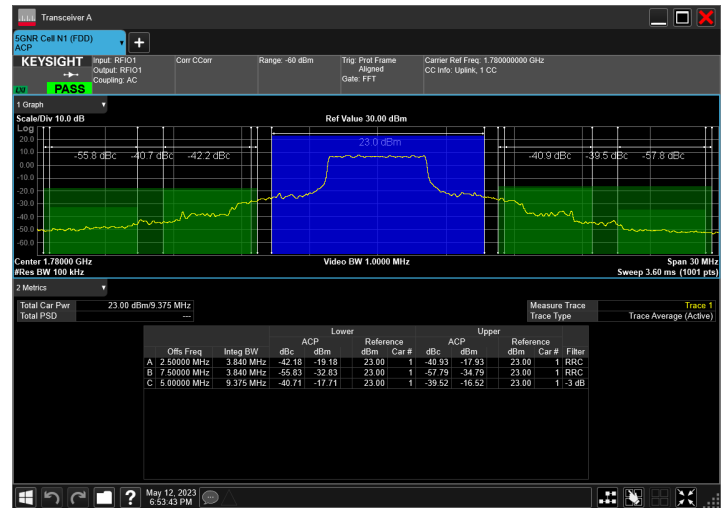 Transceiver A
5GNR Cell N1 (FDD)
ACP
KEYSIGHT
Input: RFIO1
Output: RFIO1
Coupling: AC
Corr CCorr
Range: -60 dBm
Trig: Prot Frame
Aligned
Gate: FFT
Carrier Ref Freq: 1.780000000 GHz
CC Info: Uplink, 1 CC
LXI PASS
1 Graph
Scale/Div 10.0 dB Ref Value 30.00 dBm
Log
20.0
10.0
0.00
-10.0
-20.0
-30.0
-40.0
-50.0
-60.0
23.0 dBm
-55.8 dBc -40.7 dBc -42.2 dBc -40.9 dBc -39.5 dBc -57.8 dBc
Center 1.78000 GHz Video BW 1.0000 MHz Span 30 MHz
#Res BW 100 kHz Sweep 3.60 ms (1001 pts)
2 Metrics
Total Car Pwr 23.00 dBm/9.375 MHz Measure Trace Trace 1
Total PSD --- Trace Type Trace Average (Active)
Lower Upper
ACP Reference ACP Reference
Offs Freq Integ BW dBc dBm dBm Car # dBc dBm dBm Car # Filter
A 2.50000 MHz 3.840 MHz -42.18 -19.18 23.00 1 -40.93 -17.93 23.00 1 RRC
B 7.50000 MHz 3.840 MHz -55.83 -32.83 23.00 1 -57.79 -34.79 23.00 1 RRC
C 5.00000 MHz 9.375 MHz -40.71 -17.71 23.00 1 -39.52 -16.52 23.00 1 -3 dB
May 12, 2023
6:53:43 PM